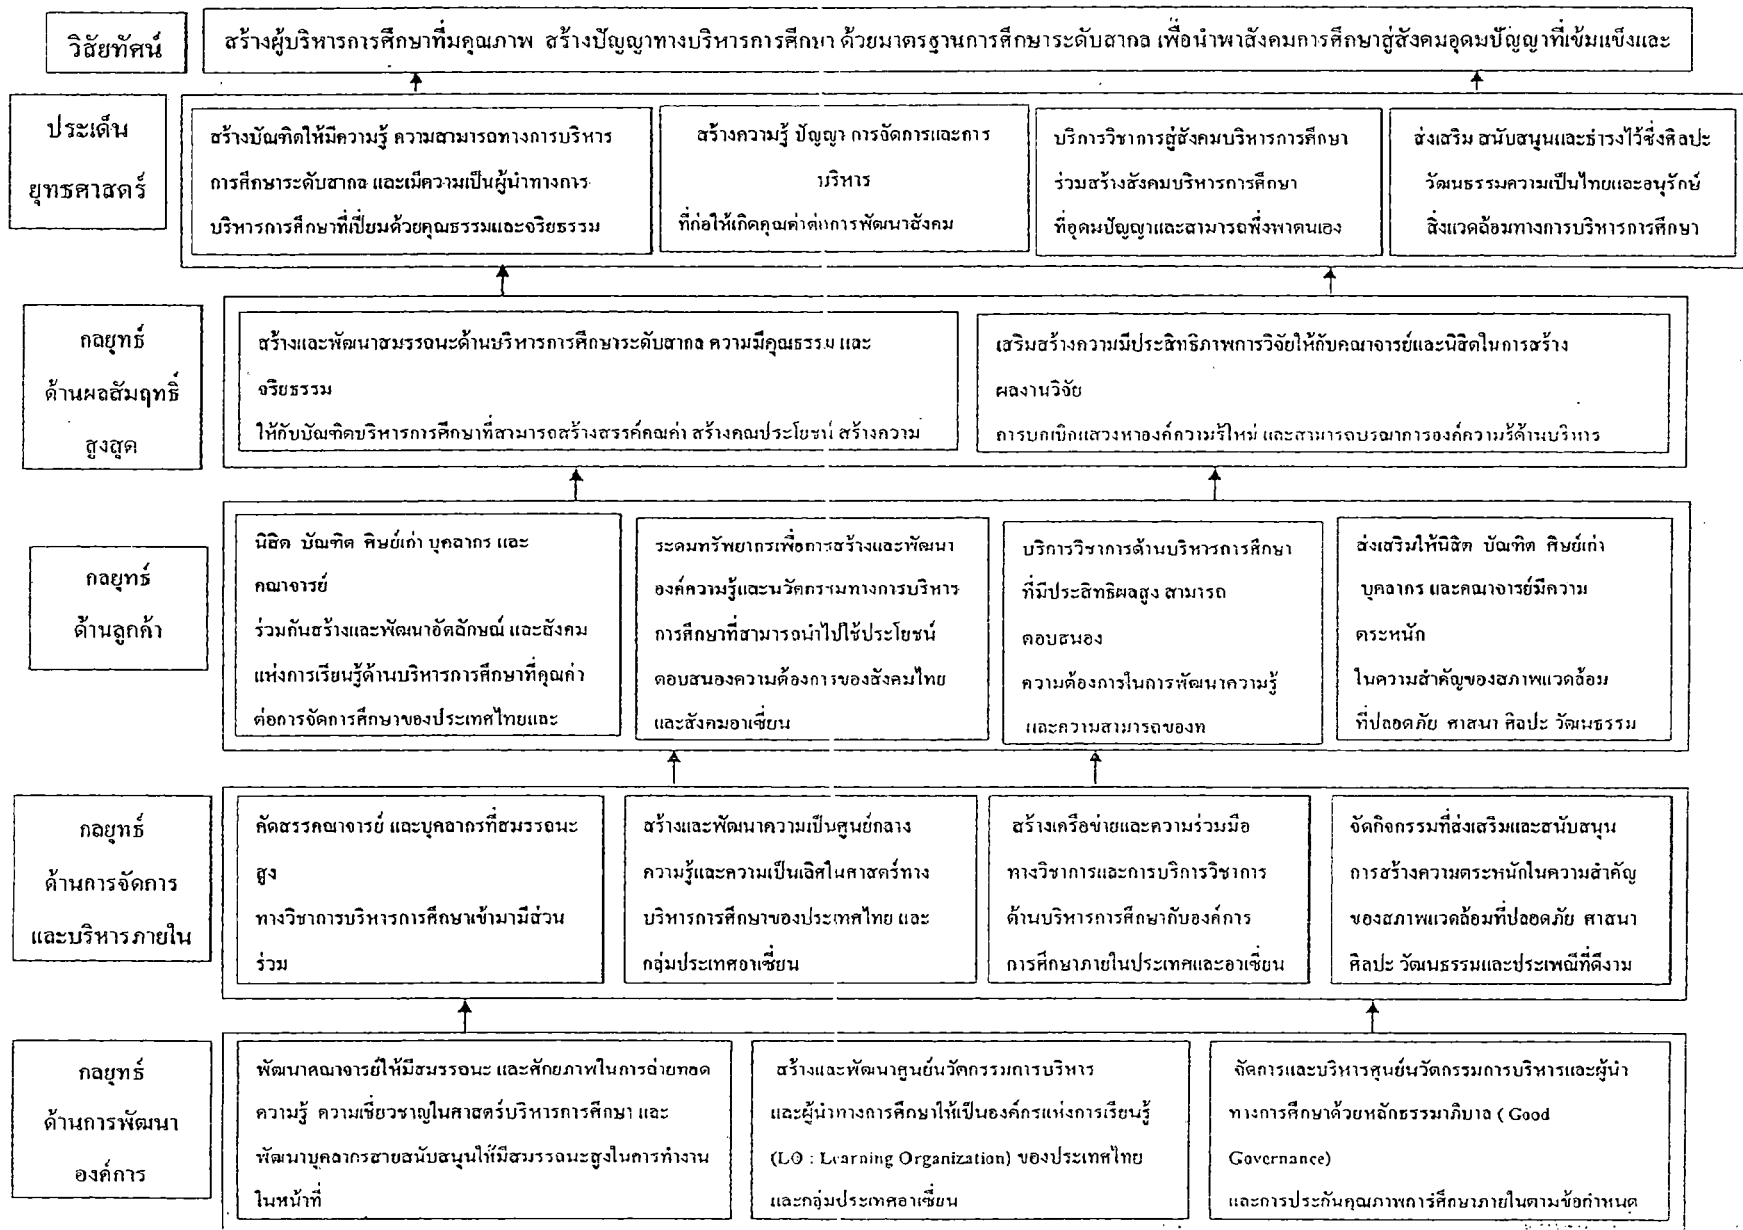 วิสัยทัศน์
สร้างผู้บริหารการศึกษาที่มคุณภาพ สร้างปัญญาทางบริหารการศึกษา ด้วยมาตรฐานการศึกษาระดับสากล เพื่อนำพาสังคมการศึกษาสู่สังคมอุดมปัญญาที่เข้มแข็งและ
ประเด็น
ยุทธศาสตร์
สร้างบัณฑิตให้มีความรู้ ความสามารถทางการบริหาร
การศึกษาระดับสากล และมีความเป็นผู้นำทางการ
บริหารการศึกษาที่เปี่ยมด้วยคุณธรรมและจริยธรรม
สร้างความรู้ ปัญญา การจัดการและการ
บริหาร
ที่ก่อให้เกิดคุณค่าต่อการพัฒนาสังคม
บริการวิชาการสู่สังคมบริหารการศึกษา
ร่วมสร้างสังคมบริหารการศึกษา
ที่อุดมปัญญาและสามารถพึ่งพาตนเอง
ส่งเสริม สนับสนุนและธำรงไว้ซึ่งศิลปะ
วัฒนธรรมความเป็นไทยและอนุรักษ์
สิ่งแวดล้อมทางการบริหารการศึกษา
กลยุทธ์
ด้านผลสัมฤทธิ์
สูงสุด
สร้างและพัฒนาสมรรถนะด้านบริหารการศึกษาระดับสากล ความมีคุณธรรม และ
จริยธรรม
ให้กับบัณฑิตบริหารการศึกษาที่สามารถสร้างสรรค์คุณค่า สร้างคุณประโยชน์ สร้างความ
เสริมสร้างความมีประสิทธิภาพการวิจัยให้กับคณาจารย์และนิสิตในการสร้าง
ผลงานวิจัย
การบุกเบิกแสวงหาองค์ความรู้ใหม่ และสามารถบูรณาการองค์ความรู้ด้านบริหาร
กลยุทธ์
ด้านลูกค้า
นิสิต บัณฑิต ศิษย์เก่า บุคลากร และ
คณาจารย์
ร่วมกันสร้างและพัฒนาอัตลักษณ์ และสังคม
แห่งการเรียนรู้ด้านบริหารการศึกษาที่คุณค่า
ต่อการจัดการศึกษาของประเทศไทยและ
ระดมทรัพยากรเพื่อการสร้างและพัฒนา
องค์ความรู้และนวัตกรรมทางการบริหาร
การศึกษาที่สามารถนำไปใช้ประโยชน์
ตอบสนองความต้องการของสังคมไทย
และสังคมอาเซี่ยน
บริการวิชาการด้านบริหารการศึกษา
ที่มีประสิทธิผลสูง สามารถ
ตอบสนอง
ความต้องการในการพัฒนาความรู้
และความสามารถของท
ส่งเสริมให้นิสิต บัณฑิต ศิษย์เก่า
บุคลากร และคณาจารย์มีความ
ตระหนัก
ในความสำคัญของสภาพแวดล้อม
ที่ปลอดภัย ศาสนา ศิลปะ วัฒนธรรม
กลยุทธ์
ด้านการจัดการ
และบริหารภายใน
คัดสรรคณาจารย์ และบุคลากรที่สมรรถนะ
สูง
ทางวิชาการบริหารการศึกษาเข้ามามีส่วน
ร่วม
สร้างและพัฒนาความเป็นศูนย์กลาง
ความรู้และความเป็นเลิศในศาสตร์ทาง
บริหารการศึกษาของประเทศไทย และ
กลุ่มประเทศอาเซี่ยน
สร้างเครือข่ายและความร่วมมือ
ทางวิชาการและการบริการวิชาการ
ด้านบริหารการศึกษากับองค์การ
การศึกษาภายในประเทศและอาเซี่ยน
จัดกิจกรรมที่ส่งเสริมและสนับสนุน
การสร้างความตระหนักในความสำคัญ
ของสภาพแวดล้อมที่ปลอดภัย ศาสนา
ศิลปะ วัฒนธรรมและประเพณีที่ดีงาม
กลยุทธ์
ด้านการพัฒนา
องค์การ
พัฒนาคณาจารย์ให้มีสมรรถนะ และศักยภาพในการถ่ายทอด
ความรู้ ความเชี่ยวชาญในศาสตร์บริหารการศึกษา และ
พัฒนาบุคลากรสายสนับสนุนให้มีสมรรถนะสูงในการทำงาน
ในหน้าที่
สร้างและพัฒนาศูนย์นวัตกรรมการบริหาร
และผู้นำทางการศึกษาให้เป็นองค์กรแห่งการเรียนรู้
(LO : Learning Organization) ของประเทศไทย
และกลุ่มประเทศอาเซี่ยน
จัดการและบริหารศูนย์นวัตกรรมการบริหารและผู้นำ
ทางการศึกษาด้วยหลักธรรมาภิบาล ( Good
Governance)
และการประกันคุณภาพการศึกษาภายในตามข้อกำหนด